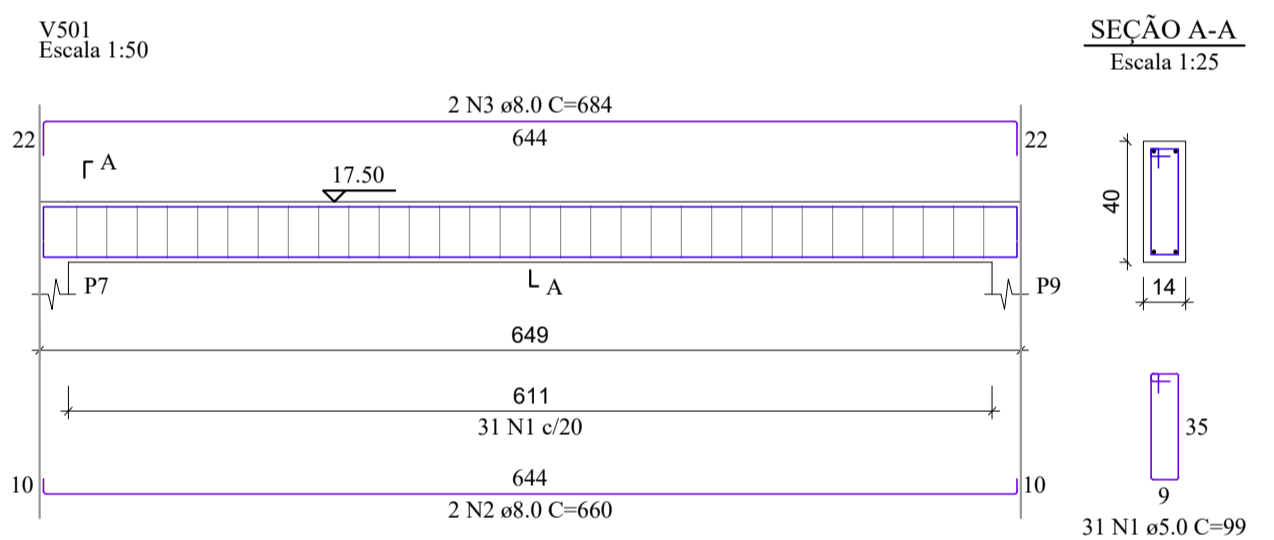 V501
Escala 1:50
SEÇÃO A-A
Escala 1:25
2 N3 ø8.0 C=684
22
644
22
A
17.50
40
P7
A
P9
14
649
611
31 N1 c/20
35
10
644
10
2 N2 ø8.0 C=660
9
31 N1 ø5.0 C=99